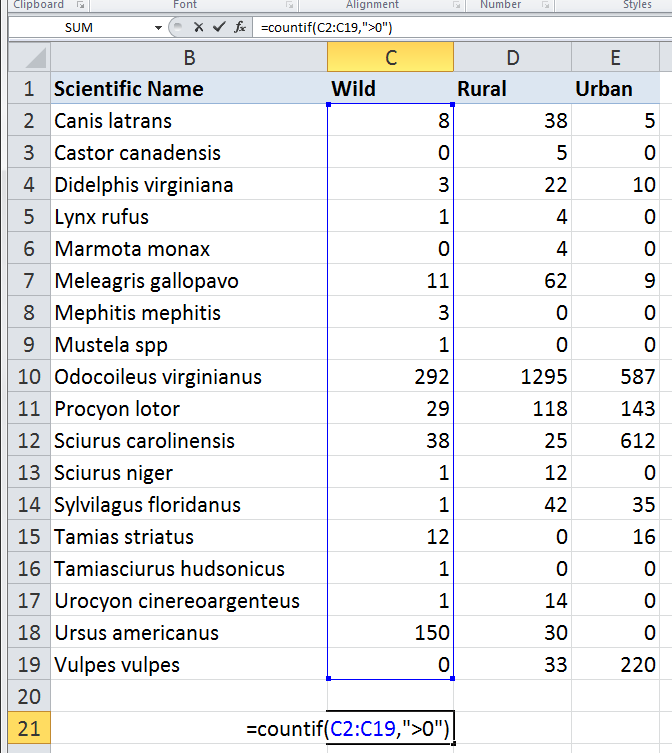 Clipboard Font Alignment Number Styles
SUM fx =countif(C2:C19,">0")
B C D E
1 Scientific Name Wild Rural Urban
2 Canis latrans 8 38 5
3 Castor canadensis 0 5 0
4 Didelphis virginiana 3 22 10
5 Lynx rufus 1 4 0
6 Marmota monax 0 4 0
7 Meleagris gallopavo 11 62 9
8 Mephitis mephitis 3 0 0
9 Mustela spp 1 0 0
10 Odocoileus virginianus 292 1295 587
11 Procyon lotor 29 118 143
12 Sciurus carolinensis 38 25 612
13 Sciurus niger 1 12 0
14 Sylvilagus floridanus 1 42 35
15 Tamias striatus 12 0 16
16 Tamiasciurus hudsonicus 1 0 0
17 Urocyon cinereoargenteus 1 14 0
18 Ursus americanus 150 30 0
19 Vulpes vulpes 0 33 220
20
21 =countif(C2:C19,">0")